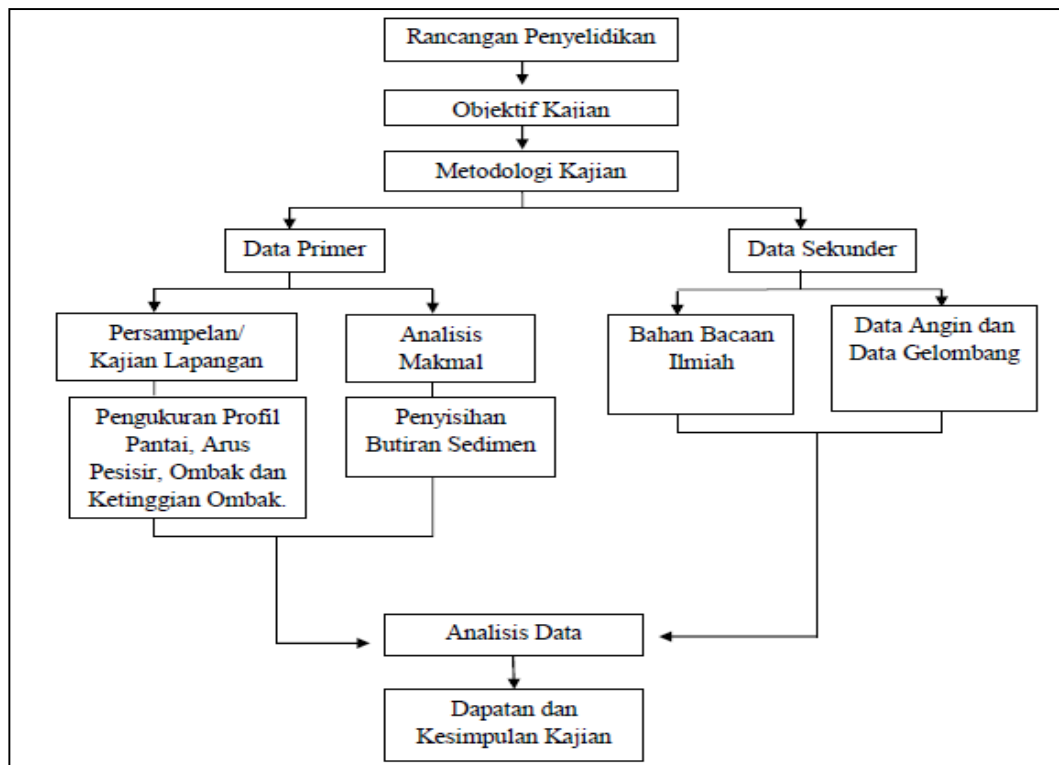 Rancangan Penyelidikan
Objektif Kajian
Metodologi Kajian
Data Primer
Data Sekunder
Persampelan/
Kajian Lapangan
Analisis
Makmal
Bahan Bacaan
Ilmiah
Data Angin dan
Data Gelombang
Pengukuran Profil
Pantai, Arus
Pesisir, Ombak dan
Ketinggian Ombak.
Penyisihan
Butiran Sedimen
Analisis Data
Dapatan dan
Kesimpulan Kajian